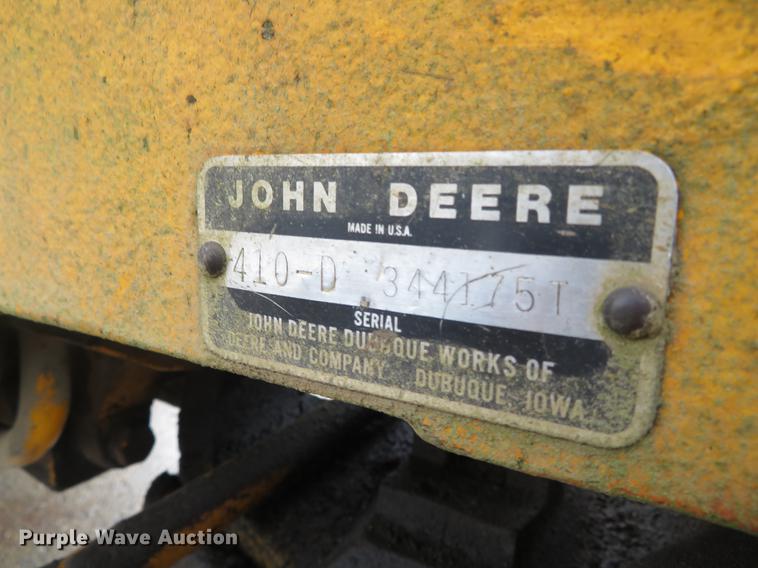 JOHN DEERE
MADE IN U.S.A.
410-D 344175T
SERIAL
JOHN DEERE DUBUQUE WORKS OF
DEERE AND COMPANY DUBUQUE, IOWA
Purple Wave Auction